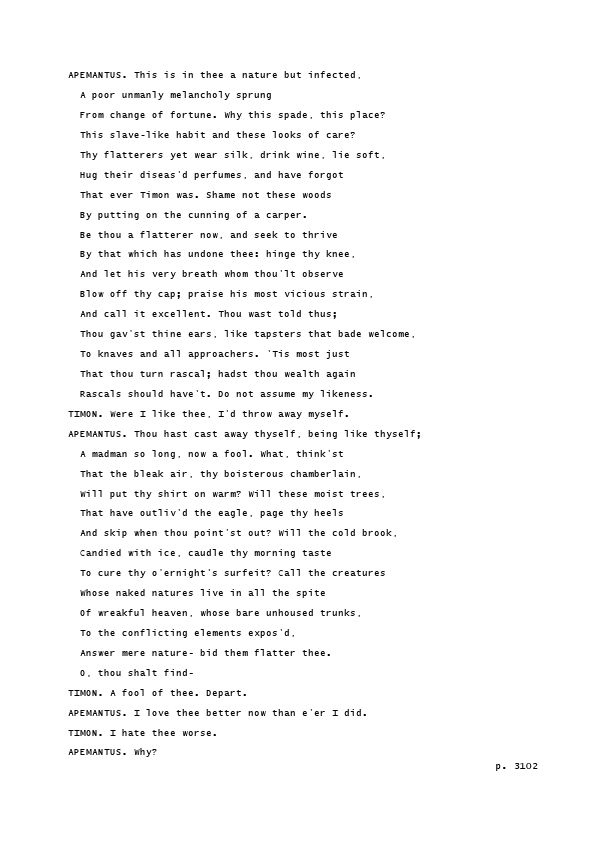 APEMANTUS. This is in thee a nature but infected,
A poor unmanly melancholy sprung
From change of fortune. Why this spade, this place?
This slave-like habit and these looks of care?
Thy flatterers yet wear silk, drink wine, lie soft,
Hug their diseas'd perfumes, and have forgot
That ever Timon was. Shame not these woods
By putting on the cunning of a carper.
Be thou a flatterer now, and seek to thrive
By that which has undone thee: hinge thy knee,
And let his very breath whom thou'lt observe
Blow off thy cap; praise his most vicious strain,
And call it excellent. Thou wast told thus;
Thou gav'st thine ears, like tapsters that bade welcome,
To knaves and all approachers. 'Tis most just
That thou turn rascal; hadst thou wealth again
Rascals should have't. Do not assume my likeness.
TIMON. Were I like thee, I'd throw away myself.
APEMANTUS. Thou hast cast away thyself, being like thyself;
A madman so long, now a fool. What, think'st
That the bleak air, thy boisterous chamberlain,
Will put thy shirt on warm? Will these moist trees,
That have outliv'd the eagle, page thy heels
And skip when thou point'st out? Will the cold brook,
Candied with ice, caudle thy morning taste
To cure thy o'ernight's surfeit? Call the creatures
Whose naked natures live in all the spite
Of wreakful heaven, whose bare unhoused trunks,
To the conflicting elements expos'd,
Answer mere nature- bid them flatter thee.
O, thou shalt find-
TIMON. A fool of thee. Depart.
APEMANTUS. I love thee better now than e'er I did.
TIMON. I hate thee worse.
APEMANTUS. Why?
p. 3102